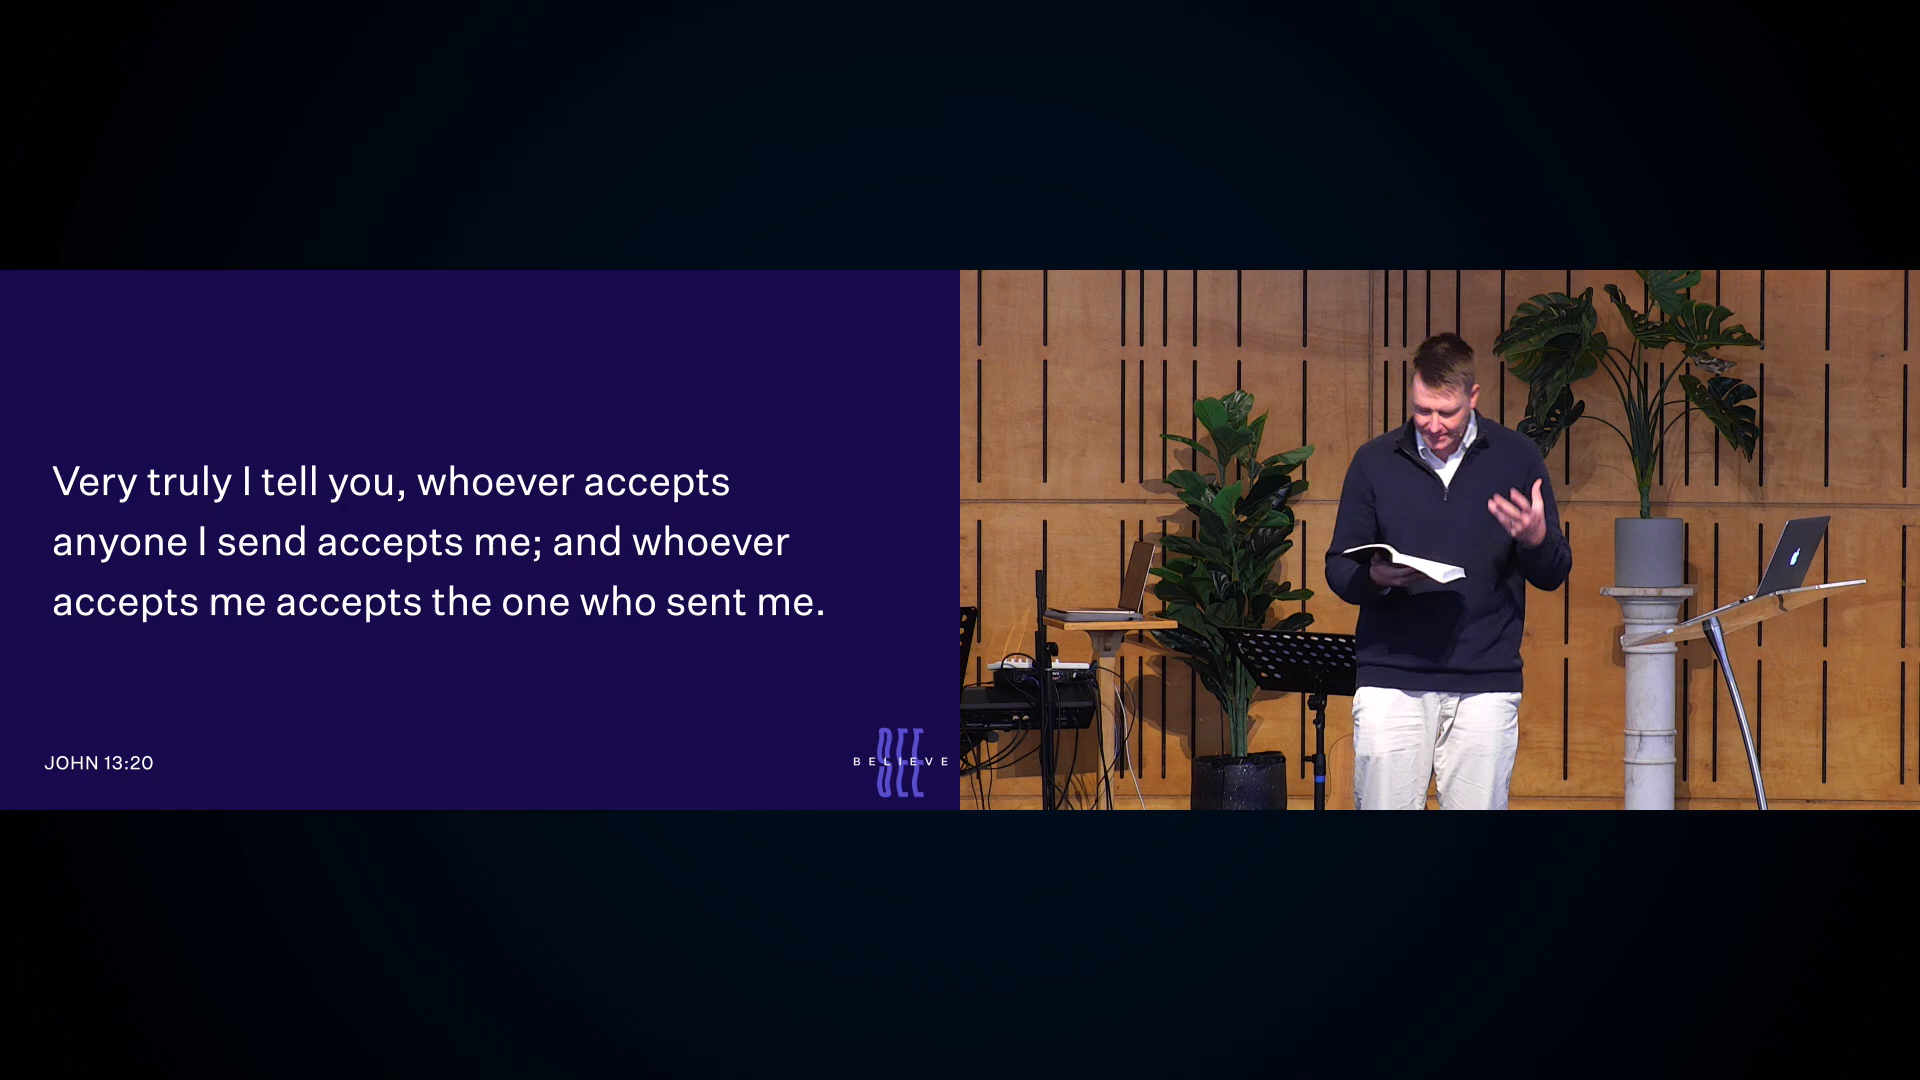 Very truly I tell you, whoever accepts
anyone I send accepts me; and whoever
accepts me accepts the one who sent me.
JOHN 13:20
SEE
BELIEVE